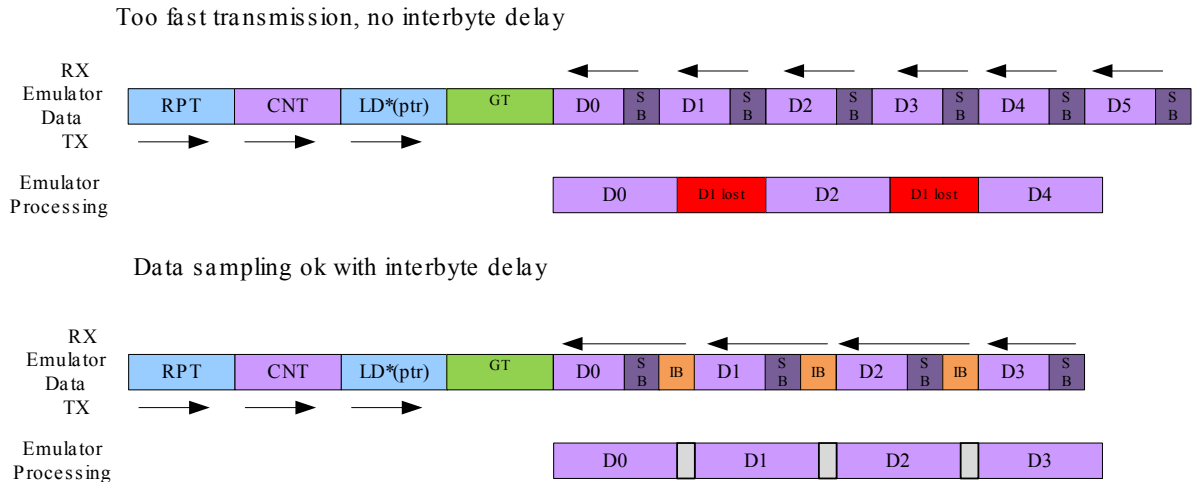 Too fast transmission, no interbyte delay
RX
Emulator
Data
TX
RPT
CNT
LD*(ptr)
GT
D0
S
B
D1
S
B
D2
S
B
D3
S
B
D4
S
B
D5
S
B
Emulator
Processing
D0
D1 lost
D2
D1 lost
D4
Data sampling ok with interbyte delay
RX
Emulator
Data
TX
RPT
CNT
LD*(ptr)
GT
D0
S
B
IB
D1
S
B
IB
D2
S
B
IB
D3
S
B
Emulator
Processing
D0
D1
D2
D3